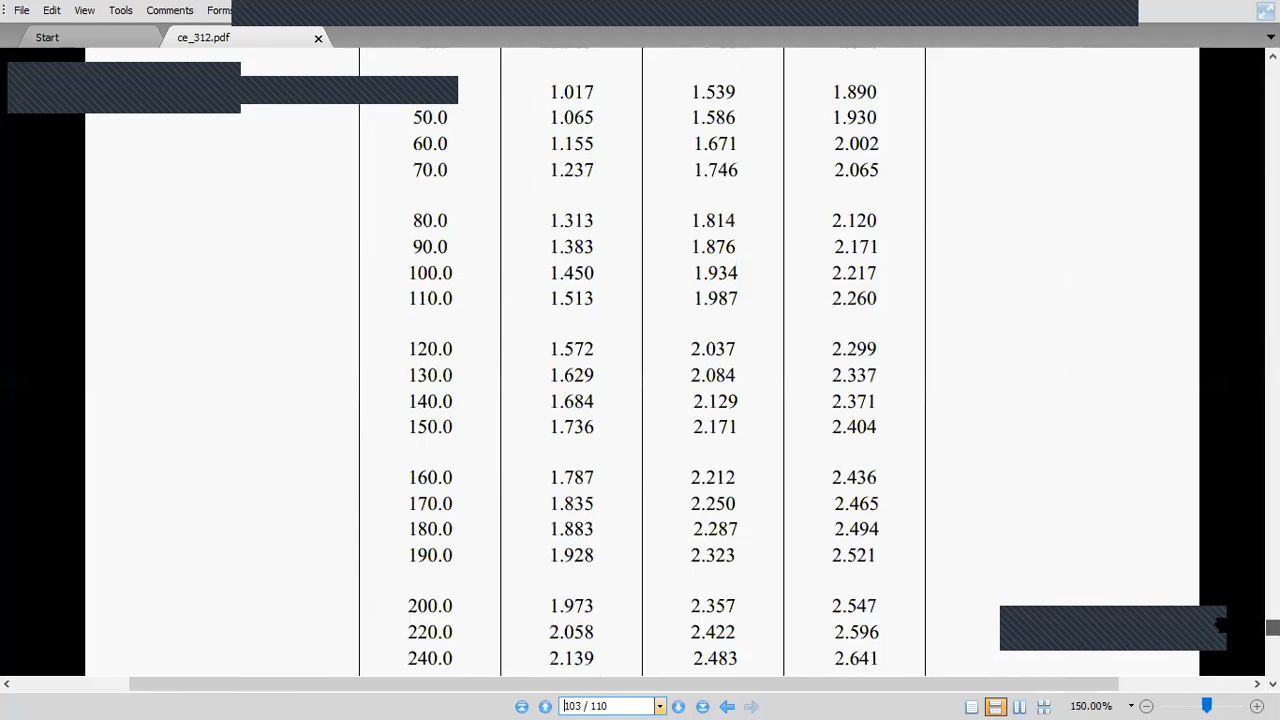 File Edit View Tools Comments Forms
Start ce_312.pdf
1.017 1.539 1.890
50.0 1.065 1.586 1.930
60.0 1.155 1.671 2.002
70.0 1.237 1.746 2.065
80.0 1.313 1.814 2.120
90.0 1.383 1.876 2.171
100.0 1.450 1.934 2.217
110.0 1.513 1.987 2.260
120.0 1.572 2.037 2.299
130.0 1.629 2.084 2.337
140.0 1.684 2.129 2.371
150.0 1.736 2.171 2.404
160.0 1.787 2.212 2.436
170.0 1.835 2.250 2.465
180.0 1.883 2.287 2.494
190.0 1.928 2.323 2.521
200.0 1.973 2.357 2.547
220.0 2.058 2.422 2.596
240.0 2.139 2.483 2.641
103 / 110 150.00%